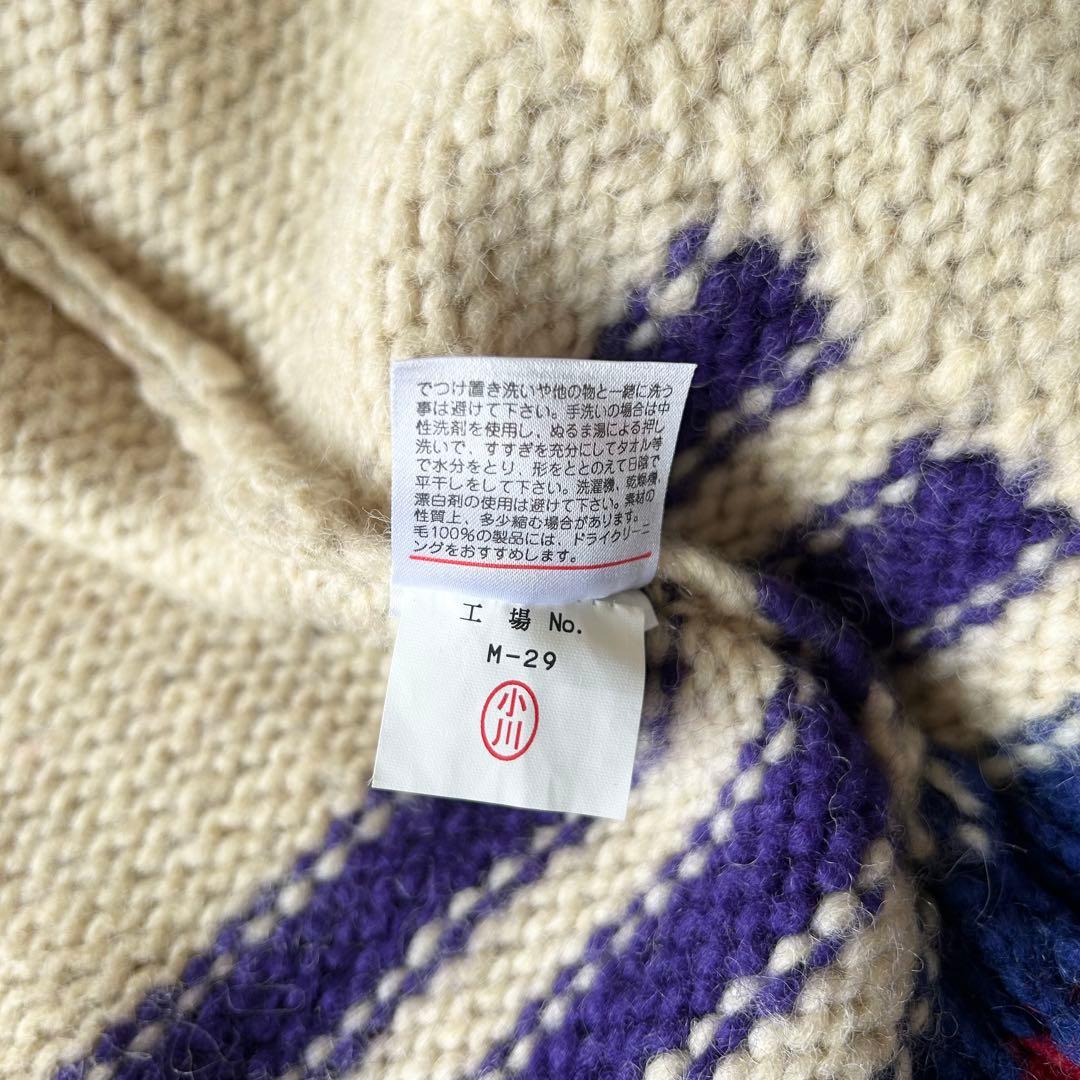 でつけ置き洗いや他の物と一緒に洗う
事は避けて下さい。手洗いの場合は中
性洗剤を使用し、ぬるま湯による押し
洗いで、すすぎを充分にしてタオル等
で水分をとり、形をととのえて日陰で
平干しをして下さい。洗濯機、乾燥機、
漂白剤の使用は避けて下さい。素材の
性質上、多少縮む場合があります。
毛100%の製品には、ドライクリーニ
ングをおすすめします。
工場 No.
M-29
小川